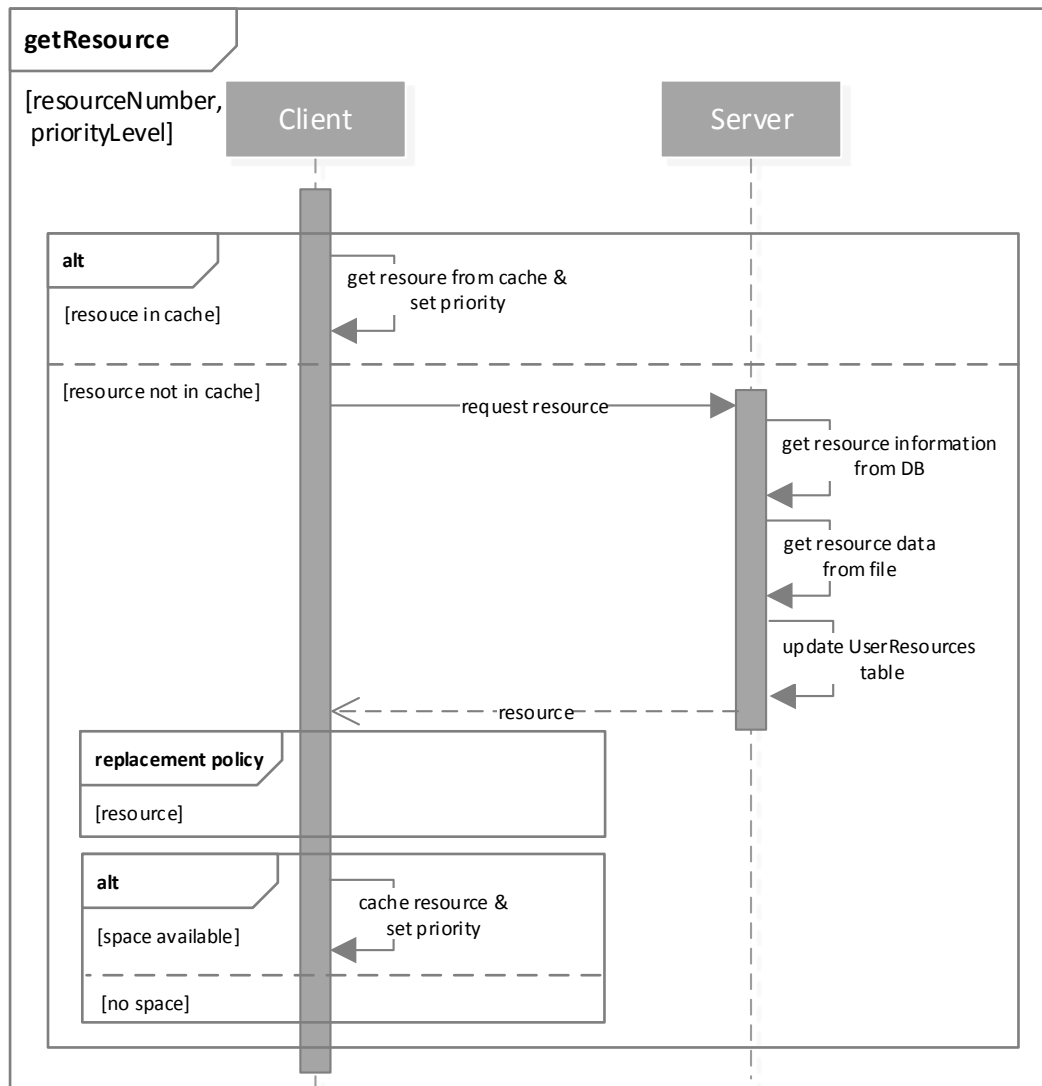 getResource
[resourceNumber,
priorityLevel]
Client
Server
alt
get resoure from cache &
set priority
[resouce in cache]
[resource not in cache]
request resource
get resource information
from DB
get resource data
from file
update UserResources
table
resource
replacement policy
[resource]
alt
cache resource &
set priority
[space available]
[no space]